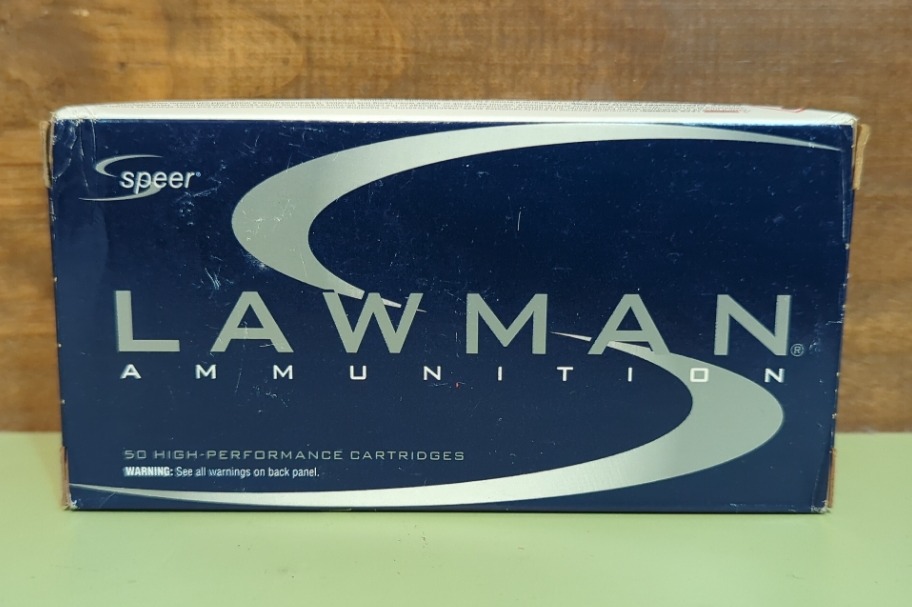 speer®
LAWMAN®
AMMUNITION
50 HIGH-PERFORMANCE CARTRIDGES
WARNING: See all warnings on back panel.